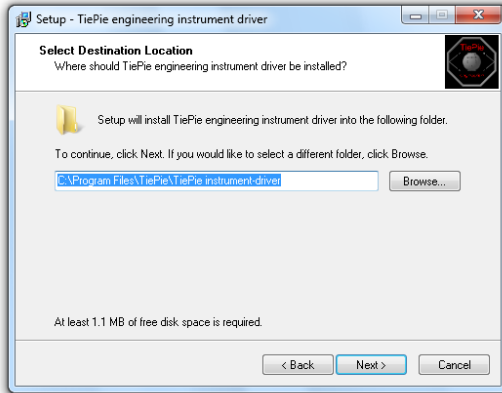 Setup - TiePie engineering instrument driver
Select Destination Location
Where should TiePie engineering instrument driver be installed?
TiePie
Setup will install TiePie engineering instrument driver into the following folder.
To continue, click Next. If you would like to select a different folder, click Browse.
C:\Program Files\TiePie\TiePie instrument-driver
Browse...
At least 1.1 MB of free disk space is required.
< Back
Next >
Cancel